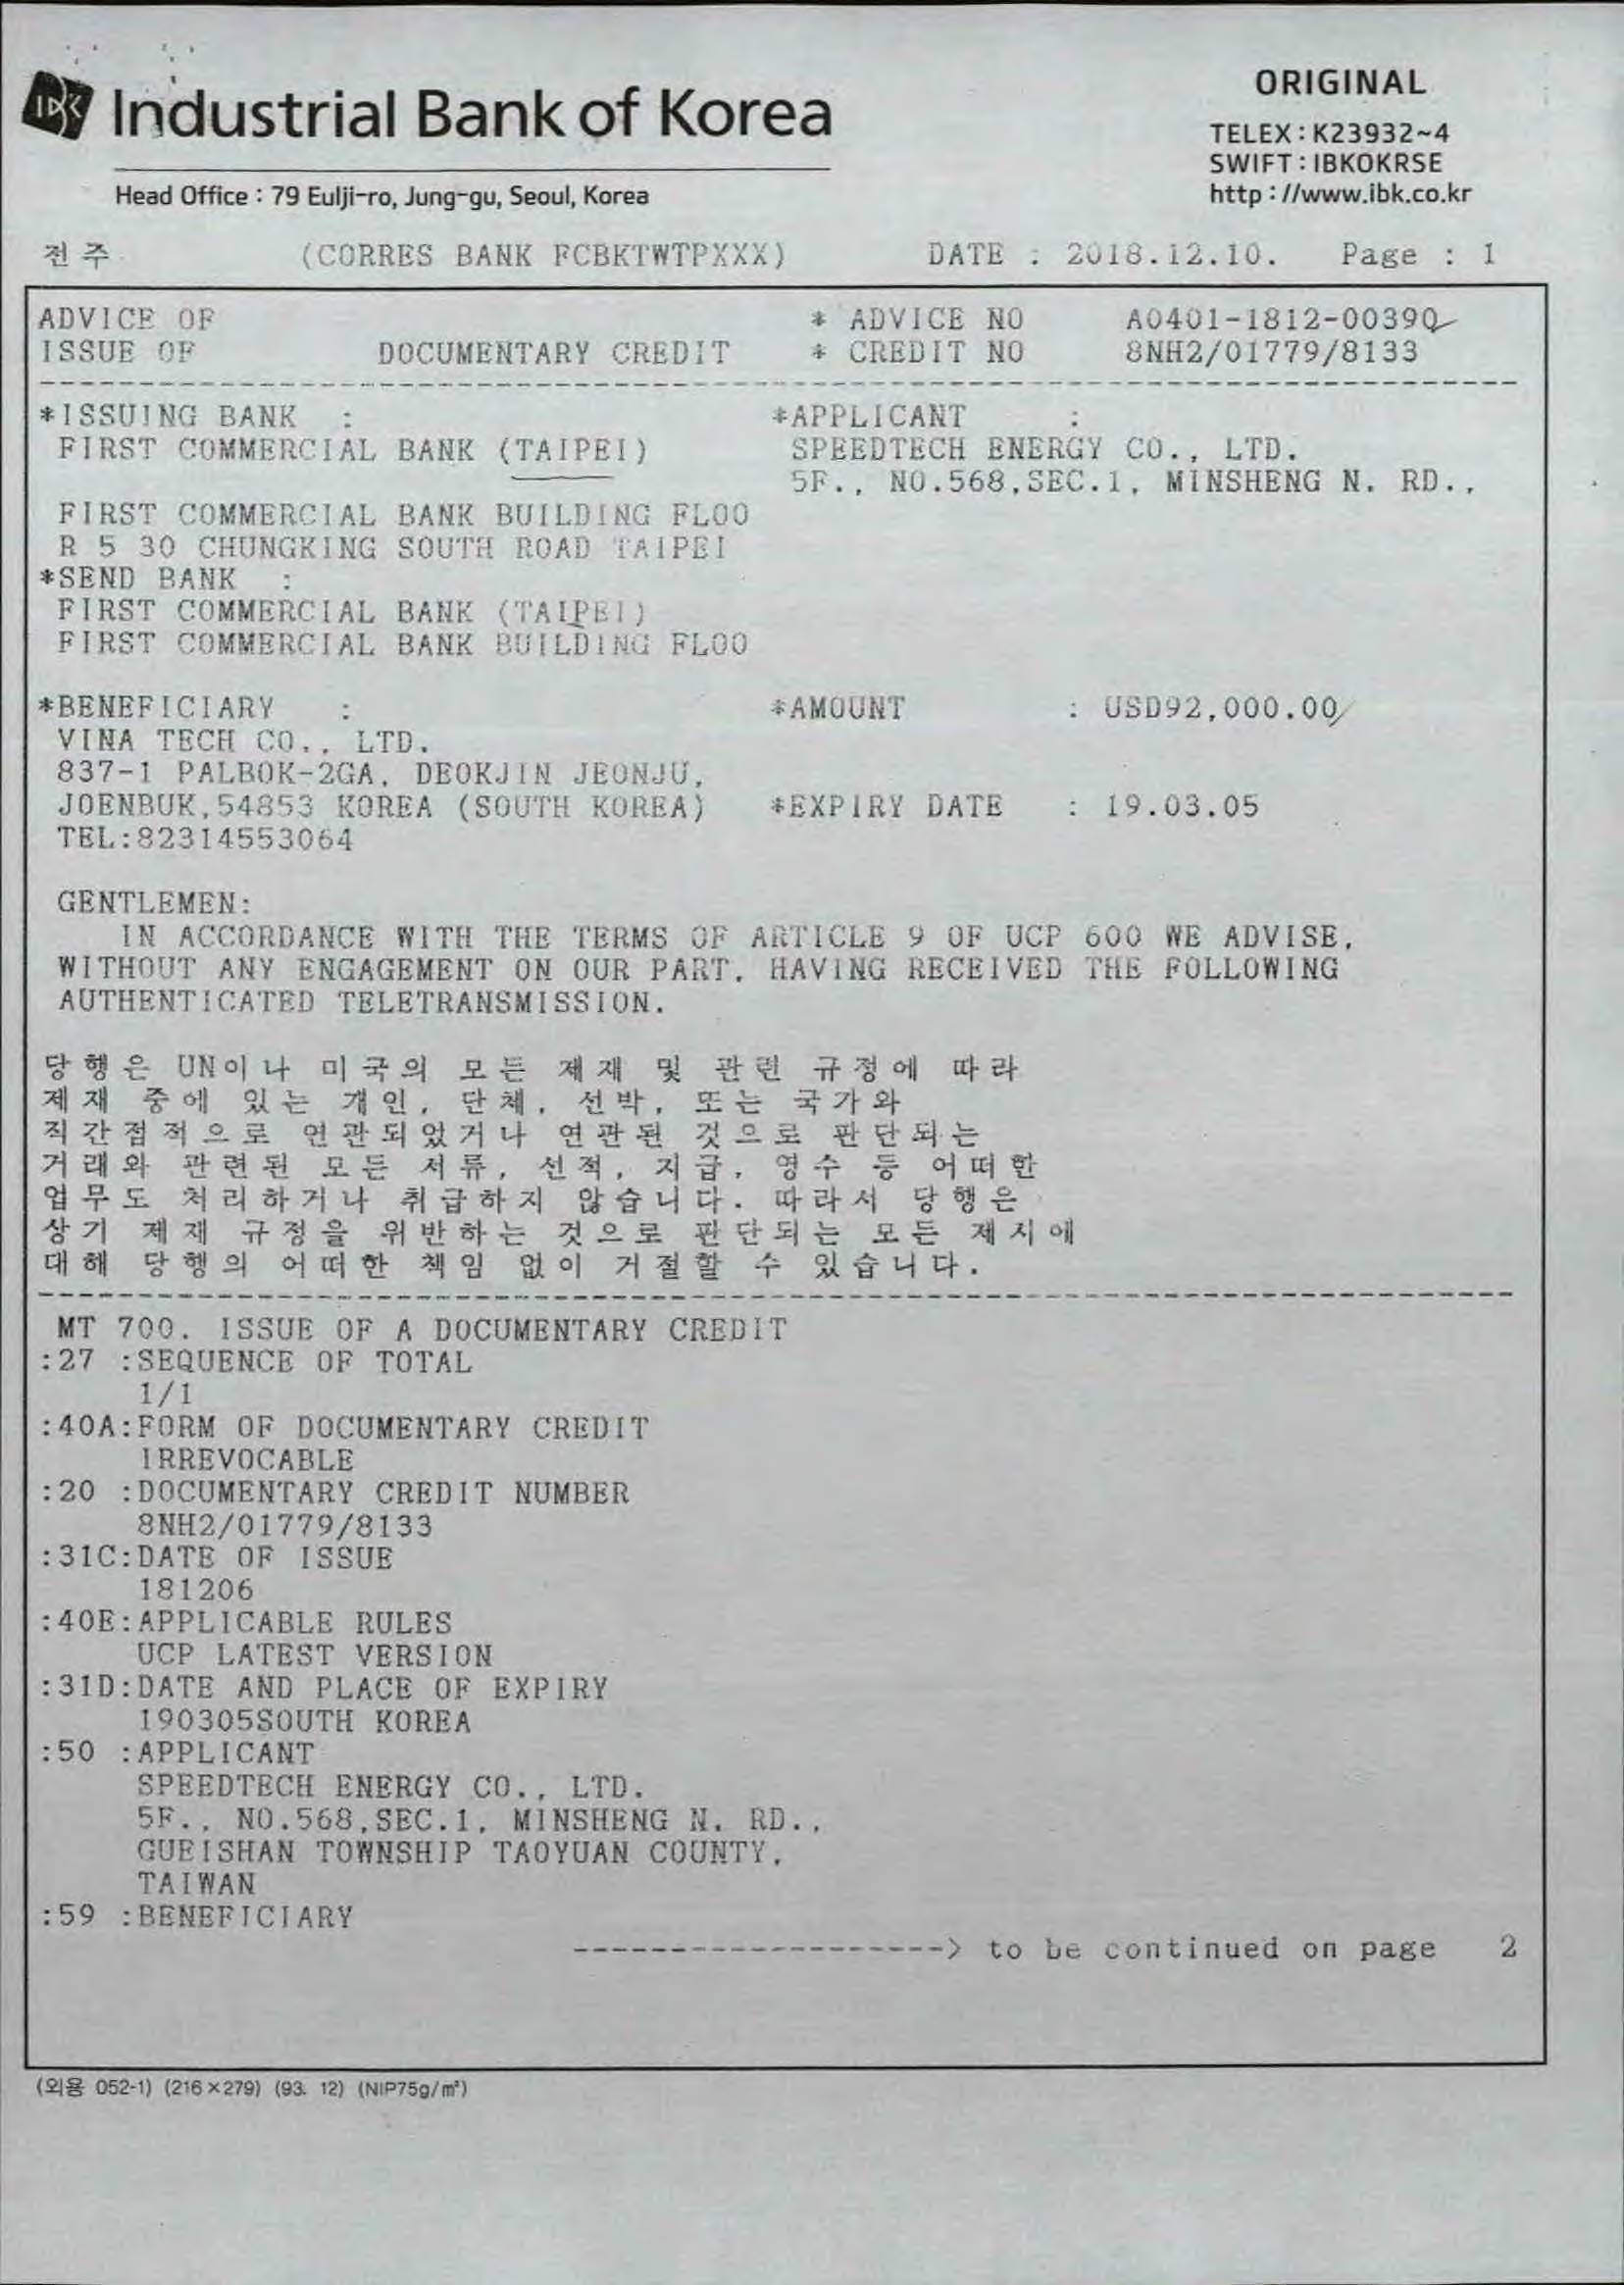 IBK Industrial Bank of Korea
ORIGINAL
TELEX : K23932~4
SWIFT : IBKOKRSE
http : //www.ibk.co.kr
Head Office : 79 Eulji-ro, Jung-gu, Seoul, Korea
전주 (CORRES BANK FCBKTWTPXXX) DATE : 2018.12.10. Page : 1
ADVICE OF * ADVICE NO A0401-1812-00390
ISSUE OF DOCUMENTARY CREDIT * CREDIT NO 8NH2/01779/8133
*ISSUING BANK : *APPLICANT :
FIRST COMMERCIAL BANK (TAIPEI) SPEEDTECH ENERGY CO., LTD.
5F., NO.568,SEC.1, MINSHENG N. RD.,
FIRST COMMERCIAL BANK BUILDING FLOO
R 5 30 CHUNGKING SOUTH ROAD TAIPEI
*SEND BANK :
FIRST COMMERCIAL BANK (TAIPEI)
FIRST COMMERCIAL BANK BUILDING FLOO
*BENEFICIARY : *AMOUNT : USD92,000.00
VINA TECH CO., LTD.
837-1 PALBOK-2GA, DEOKJIN JEONJU,
JOENBUK,54853 KOREA (SOUTH KOREA) *EXPIRY DATE : 19.03.05
TEL:82314553064
GENTLEMEN:
IN ACCORDANCE WITH THE TERMS OF ARTICLE 9 OF UCP 600 WE ADVISE,
WITHOUT ANY ENGAGEMENT ON OUR PART, HAVING RECEIVED THE FOLLOWING
AUTHENTICATED TELETRANSMISSION.
당행은 UN이나 미국의 모든 제재 및 관련 규정에 따라
제재 중에 있는 개인, 단체, 선박, 또는 국가와
직간접적으로 연관되었거나 연관된 것으로 판단되는
거래와 관련된 모든 서류, 선적, 지급, 영수 등 어떠한
업무도 처리하거나 취급하지 않습니다. 따라서 당행은
상기 제재 규정을 위반하는 것으로 판단되는 모든 제시에
대해 당행의 어떠한 책임 없이 거절할 수 있습니다.
MT 700. ISSUE OF A DOCUMENTARY CREDIT
:27 :SEQUENCE OF TOTAL
1/1
:40A:FORM OF DOCUMENTARY CREDIT
IRREVOCABLE
:20 :DOCUMENTARY CREDIT NUMBER
8NH2/01779/8133
:31C:DATE OF ISSUE
181206
:40E:APPLICABLE RULES
UCP LATEST VERSION
:31D:DATE AND PLACE OF EXPIRY
190305SOUTH KOREA
:50 :APPLICANT
SPEEDTECH ENERGY CO., LTD.
5F., NO.568,SEC.1, MINSHENG N. RD.,
GUEISHAN TOWNSHIP TAOYUAN COUNTY,
TAIWAN
:59 :BENEFICIARY
-------------------> to be continued on page 2
(외용 052-1) (216×279) (93. 12) (NIP75g/m²)